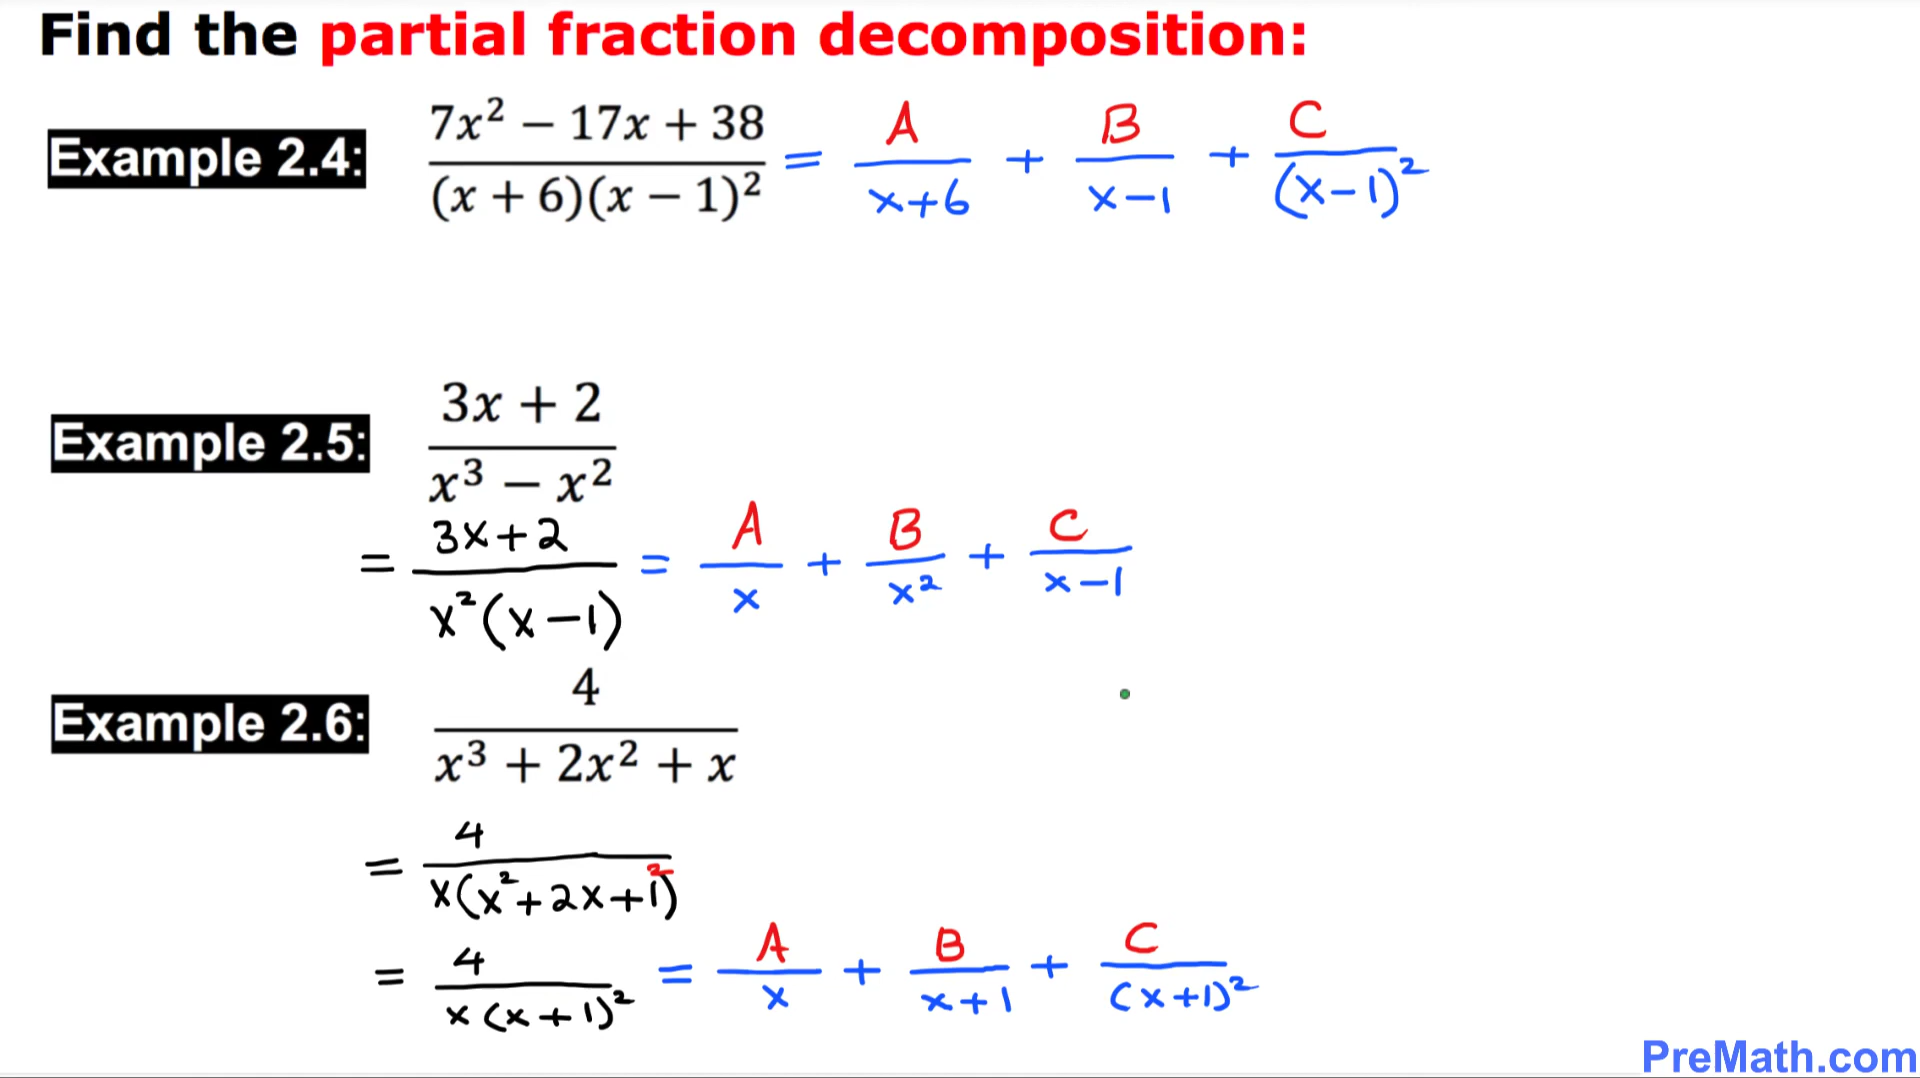 Find the partial fraction decomposition:
Example 2.4: (7x² − 17x + 38)/((x + 6)(x − 1)²) = A/(x+6) + B/(x−1) + C/(x−1)²
Example 2.5: (3x + 2)/(x³ − x²)
= (3x+2)/(x²(x−1)) = A/x + B/x² + C/(x−1)
Example 2.6: 4/(x³ + 2x² + x)
= 4/(x(x²+2x+1)) 2
= 4/(x(x+1)²) = A/x + B/(x+1) + C/(x+1)²
PreMath.com